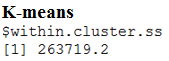 K-means
$within.cluster.ss
[1] 263719.2